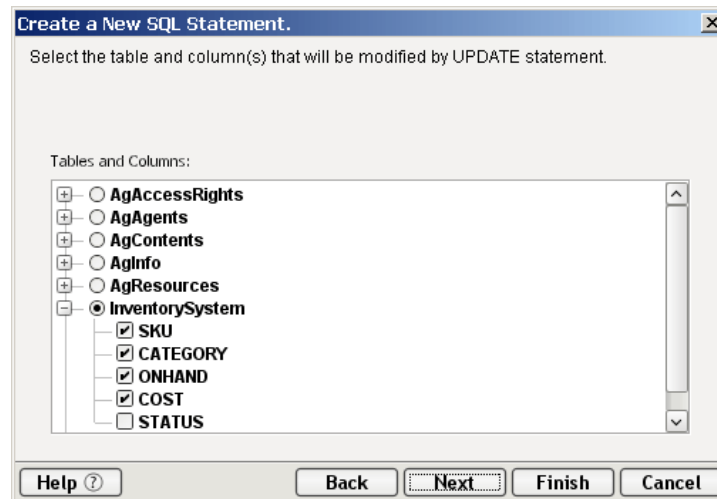 Create a New SQL Statement.
Select the table and column(s) that will be modified by UPDATE statement.
Tables and Columns:
AgAccessRights
AgAgents
AgContents
AgInfo
AgResources
InventorySystem
SKU
CATEGORY
ONHAND
COST
STATUS
Help ? Back Next Finish Cancel